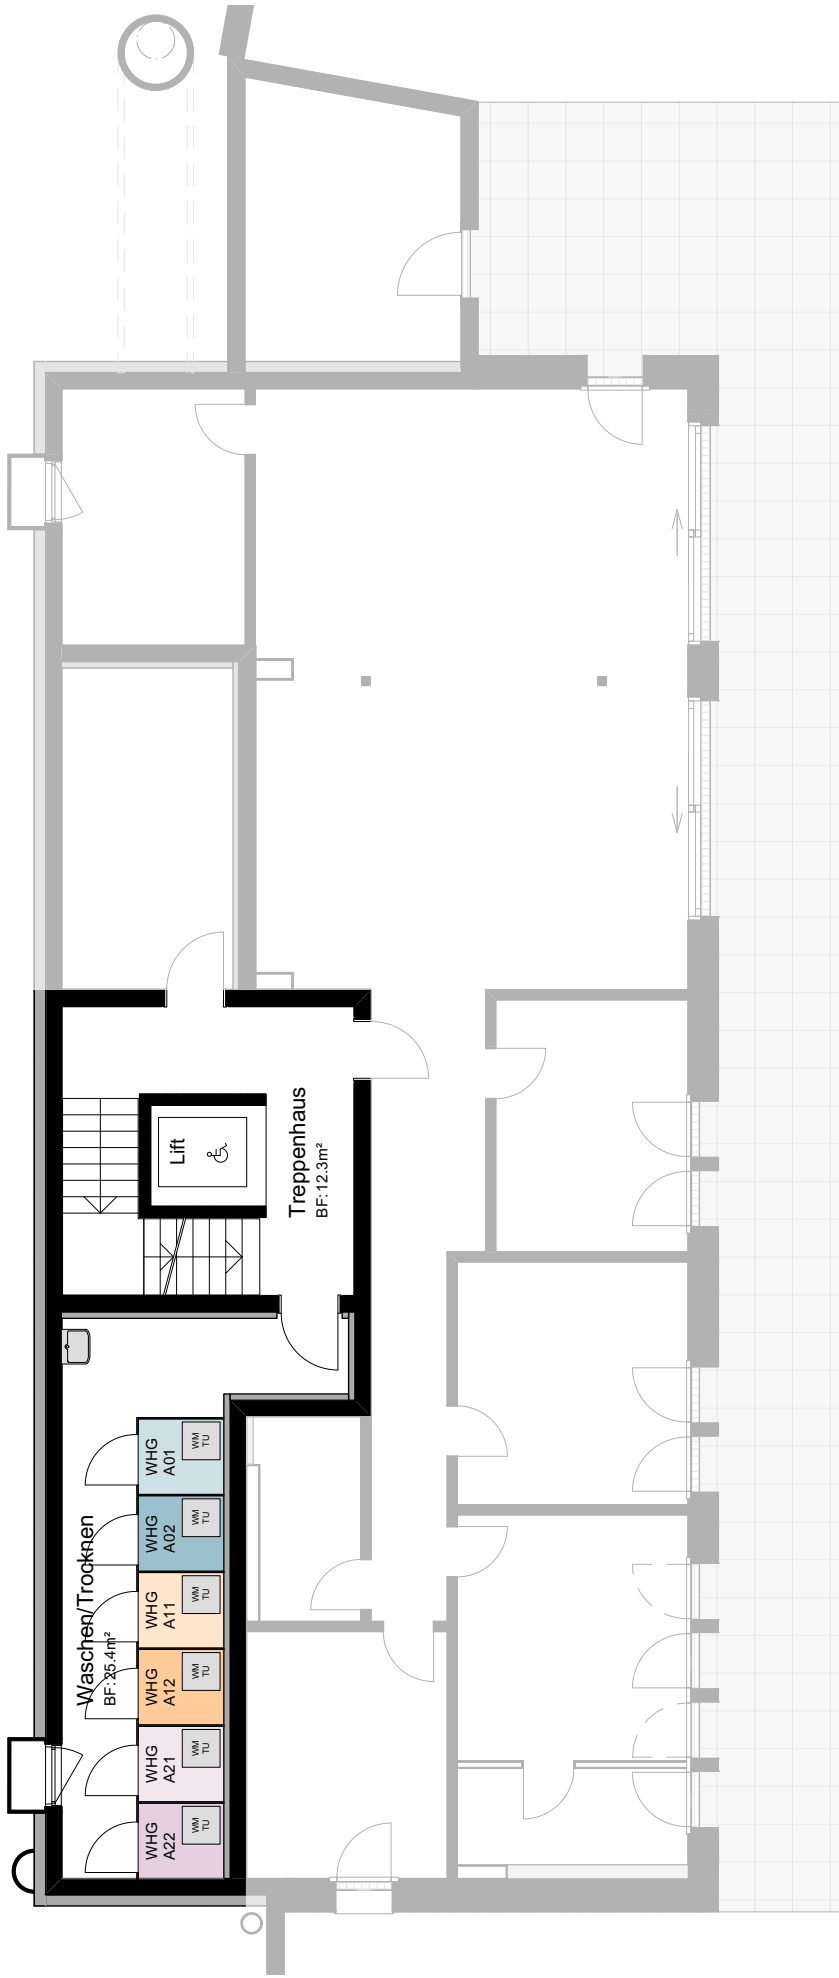 Lift
Treppenhaus
BF: 12.3m²
Waschen/Trocknen
BF: 25.4m²
WHG
A01
WM
TU
WHG
A02
WM
TU
WHG
A11
WM
TU
WHG
A12
WM
TU
WHG
A21
WM
TU
WHG
A22
WM
TU